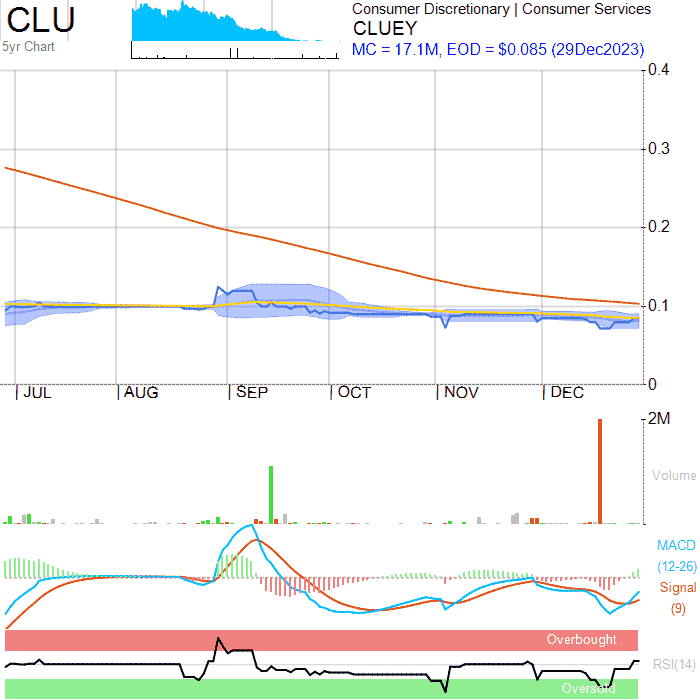 CLU
5yr Chart
Consumer Discretionary | Consumer Services
CLUEY
MC = 17.1M, EOD = $0.085 (29Dec2023)
0.4
0.3
0.2
0.1
0
JUL AUG SEP OCT NOV DEC
2M
Volume
MACD
(12-26)
Signal
(9)
Overbought
RSI(14)
Oversold